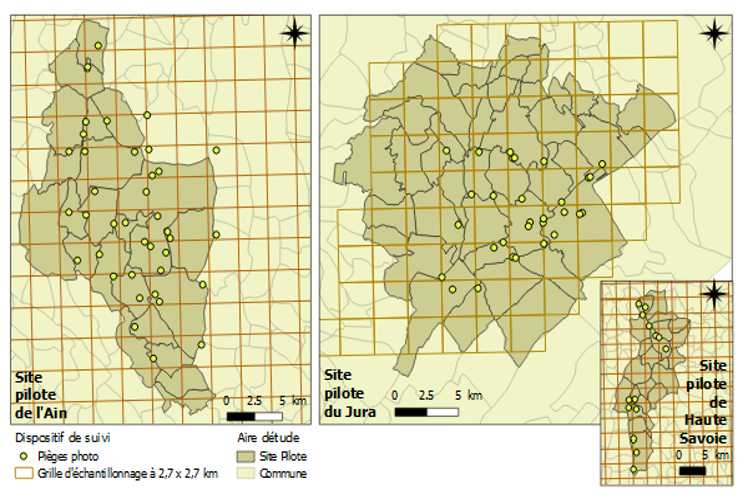 Site
pilote
de l'Ain
0 2.5 5 km
Site
pilote
du Jura
0 2.5 5 km
Site
pilote
de
Haute
Savoie
0 5 km
Dispositif de suivi
Pièges photo
Grille d'échantillonnage à 2,7 x 2,7 km
Aire détude
Site Pilote
Commune